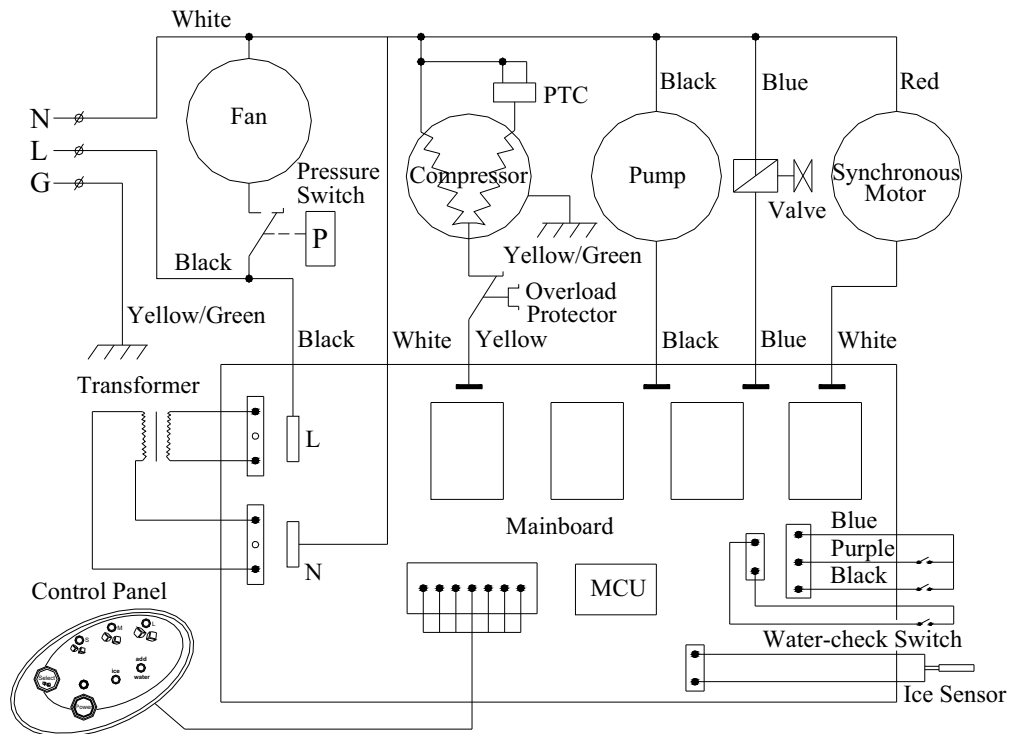 White
N
L
G
Fan
PTC
Black
Blue
Red
Compressor
Pump
Synchronous
Motor
Valve
Pressure
Switch
P
Black
Yellow/Green
Yellow/Green
Overload
Protector
Black
White
Yellow
Black
Blue
White
Transformer
L
N
Mainboard
MCU
Blue
Purple
Black
Water-check Switch
Ice Sensor
Control Panel
S
M
L
Select
ice
add
water
Power